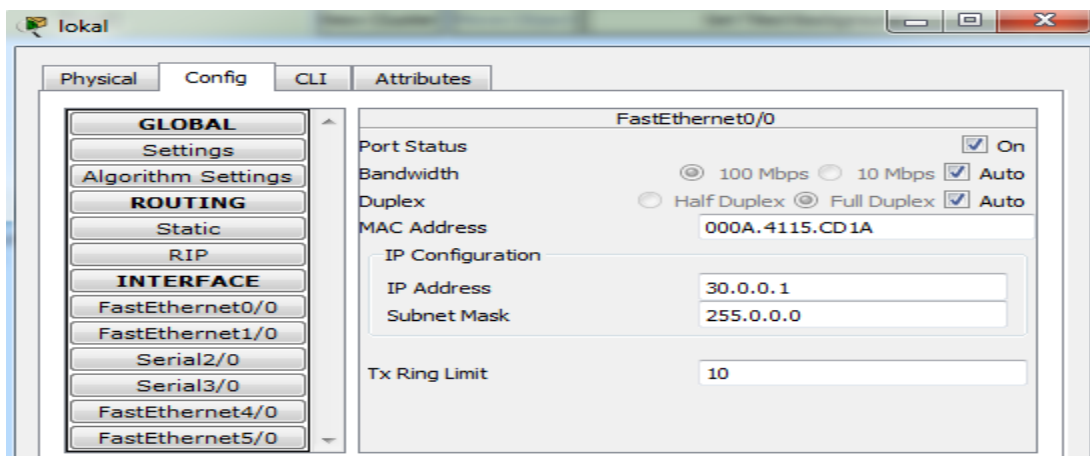 lokal
Physical Config CLI Attributes
GLOBAL
Settings
Algorithm Settings
ROUTING
Static
RIP
INTERFACE
FastEthernet0/0
FastEthernet1/0
Serial2/0
Serial3/0
FastEthernet4/0
FastEthernet5/0
FastEthernet0/0
Port Status On
Bandwidth 100 Mbps 10 Mbps Auto
Duplex Half Duplex Full Duplex Auto
MAC Address 000A.4115.CD1A
IP Configuration
IP Address 30.0.0.1
Subnet Mask 255.0.0.0
Tx Ring Limit 10